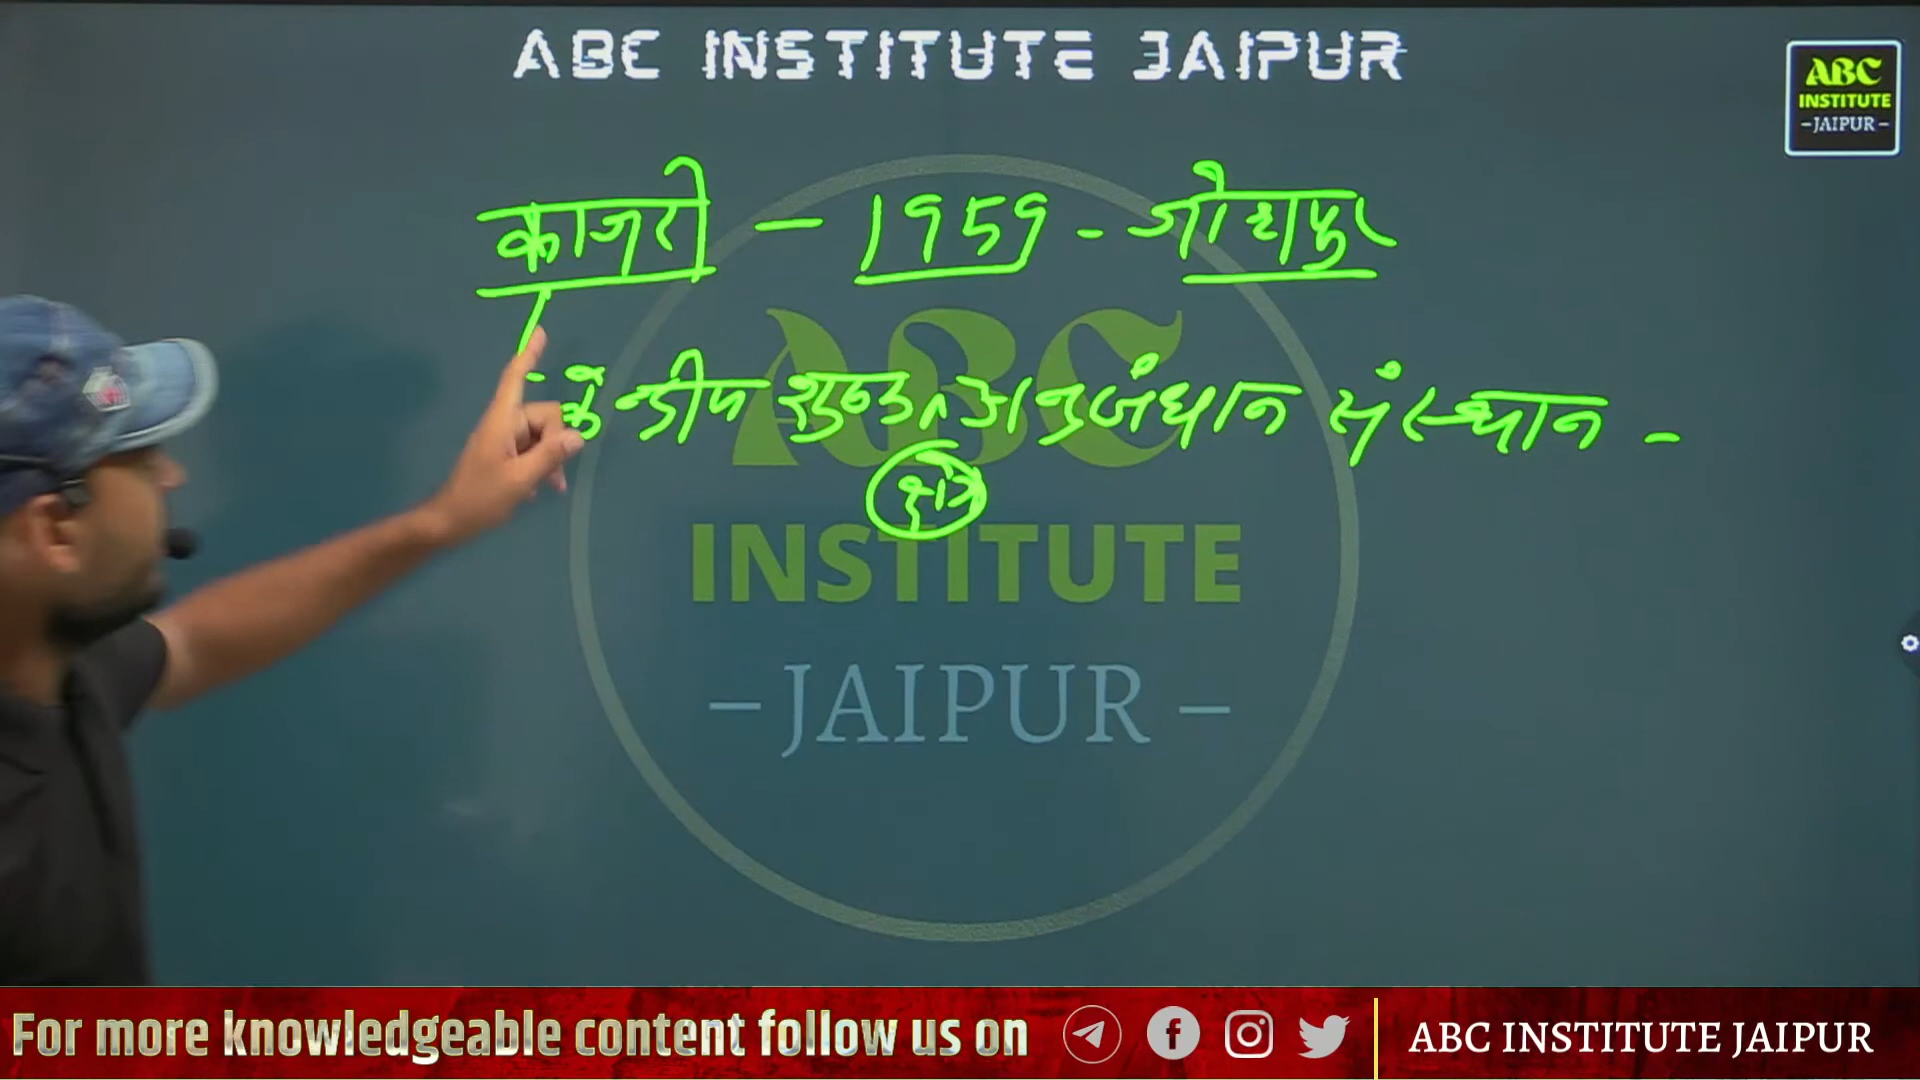 ABC INSTITUTE JAIPUR
ABC
INSTITUTE
–JAIPUR–
काजरी – 1959 - जोधपुर
केन्द्रीय शुष्क अनुसंधान संस्थान –
क्षेत्र
ABC
INSTITUTE
– JAIPUR –
For more knowledgeable content follow us on
ABC INSTITUTE JAIPUR